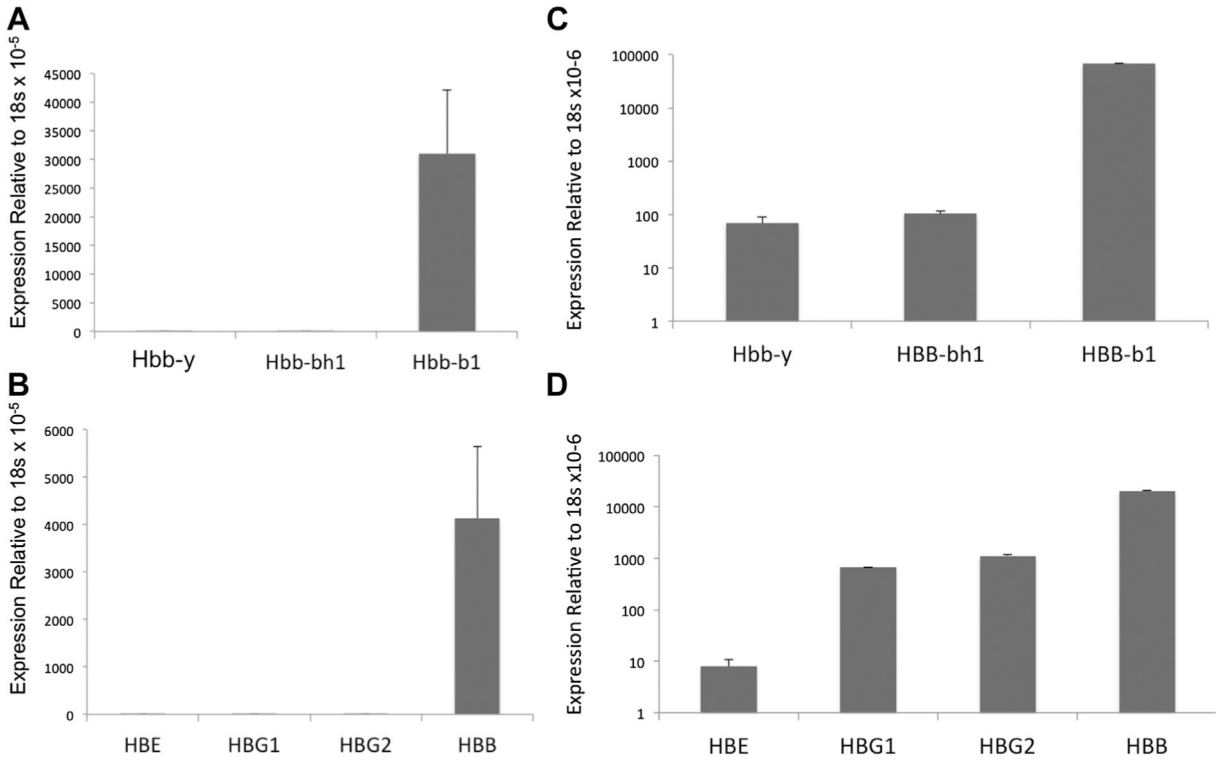 A
Expression Relative to 18s x 10-5
45000
40000
35000
30000
25000
20000
15000
10000
5000
0
Hbb-y Hbb-bh1 Hbb-b1
C
Expression Relative to 18s x10-6
100000
10000
1000
100
10
1
Hbb-y HBB-bh1 HBB-b1
B
Expression Relative to 18s x 10-5
6000
5000
4000
3000
2000
1000
0
HBE HBG1 HBG2 HBB
D
Expression Relative to 18s x10-6
100000
10000
1000
100
10
1
HBE HBG1 HBG2 HBB